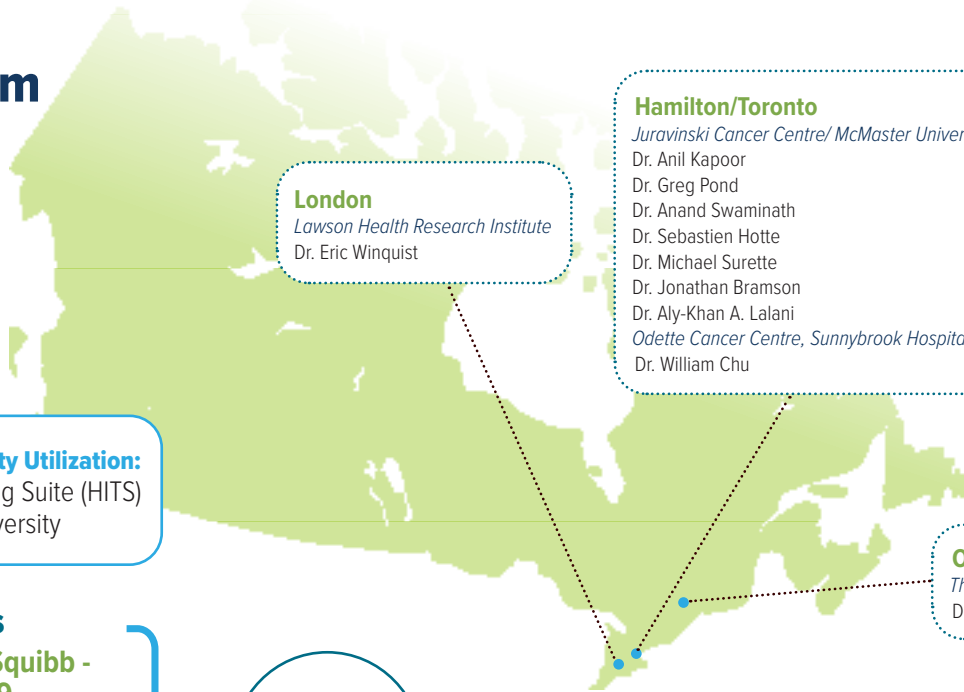 m
Hamilton/Toronto
Juravinski Cancer Centre/ McMaster Univer
Dr. Anil Kapoor
Dr. Greg Pond
Dr. Anand Swaminath
Dr. Sebastien Hotte
Dr. Michael Surette
Dr. Jonathan Bramson
Dr. Aly-Khan A. Lalani
Odette Cancer Centre, Sunnybrook Hospita
Dr. William Chu
London
Lawson Health Research Institute
Dr. Eric Winquist
ty Utilization:
g Suite (HITS)
versity
O
Th
D
s
Squibb -